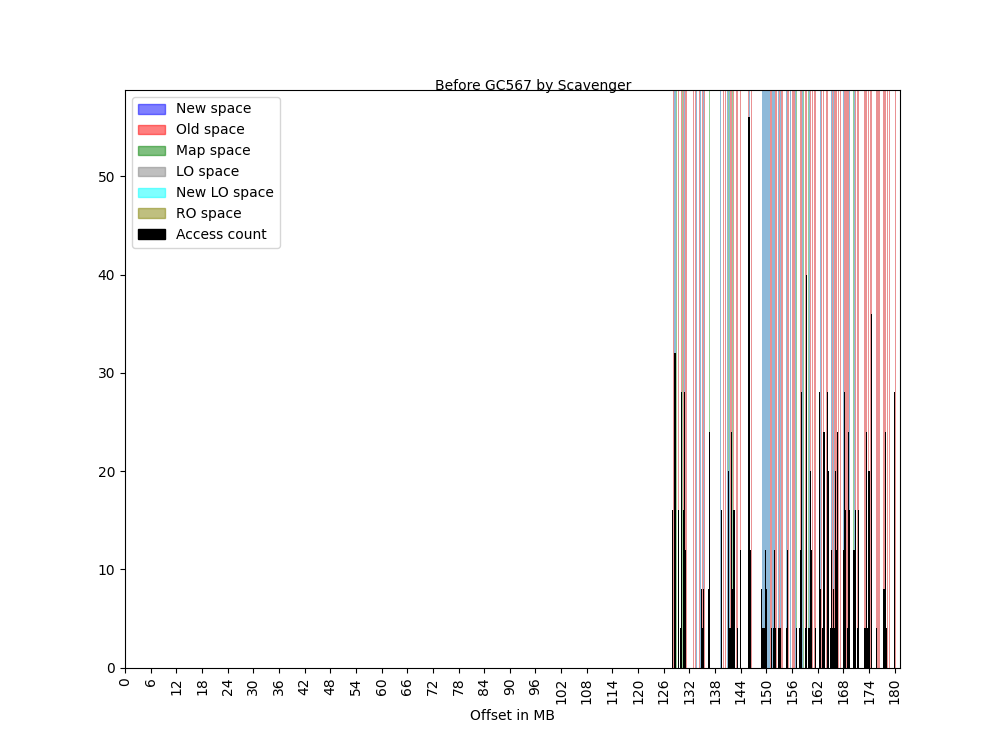 Before GC567 by Scavenger
New space
Old space
Map space
LO space
New LO space
RO space
Access count
50
40
30
20
10
0
0 6 12 18 24 30 36 42 48 54 60 66 72 78 84 90 96 102 108 114 120 126 132 138 144 150 156 162 168 174 180
Offset in MB